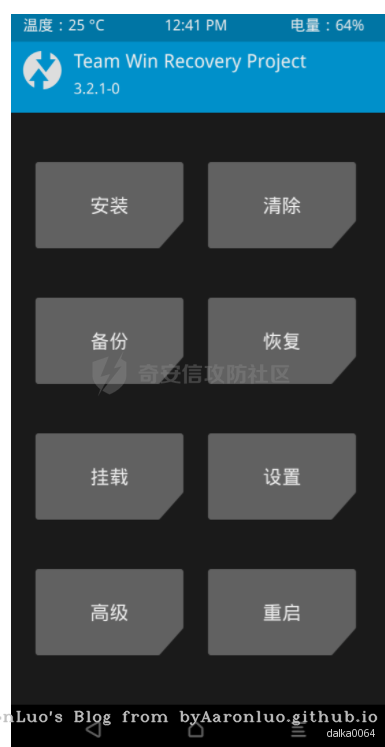 温度：25 °C 12:41 PM 电量：64%
Team Win Recovery Project
3.2.1-0
安装 清除
备份 恢复
奇安信攻防社区
挂载 设置
高级 重启
nLuo's Blog from byAaronluo.github.io
dalka0064